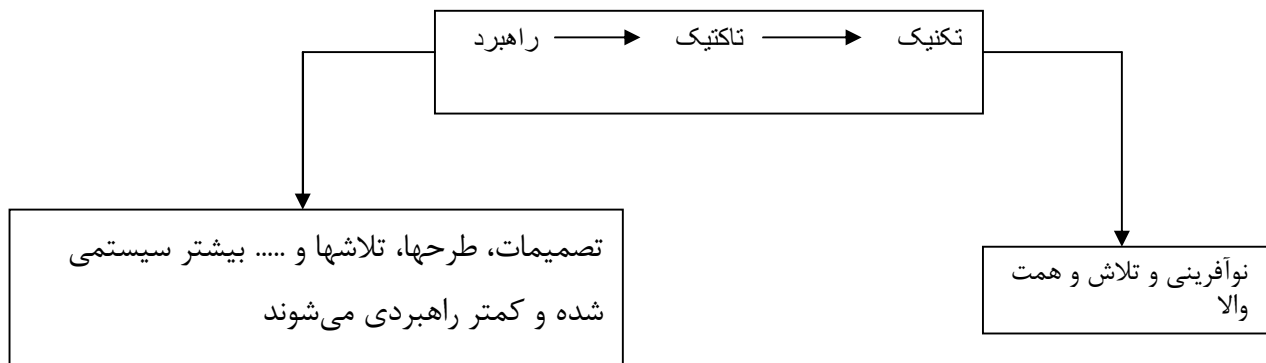 تکنیک تاکتیک راهبرد
نوآفرینی و تلاش و همت
والا
تصمیمات، طرحها، تلاشها و ..... بیشتر سیستمی
شده و کمتر راهبردی می‌شوند